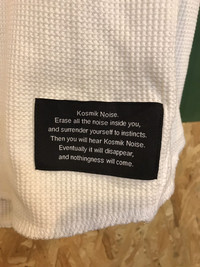 Kosmik Noise.
Erase all the noise inside you,
and surrender yourself to instincts.
Then you will hear Kosmik Noise.
Eventually it will disappear,
and nothingness will come.